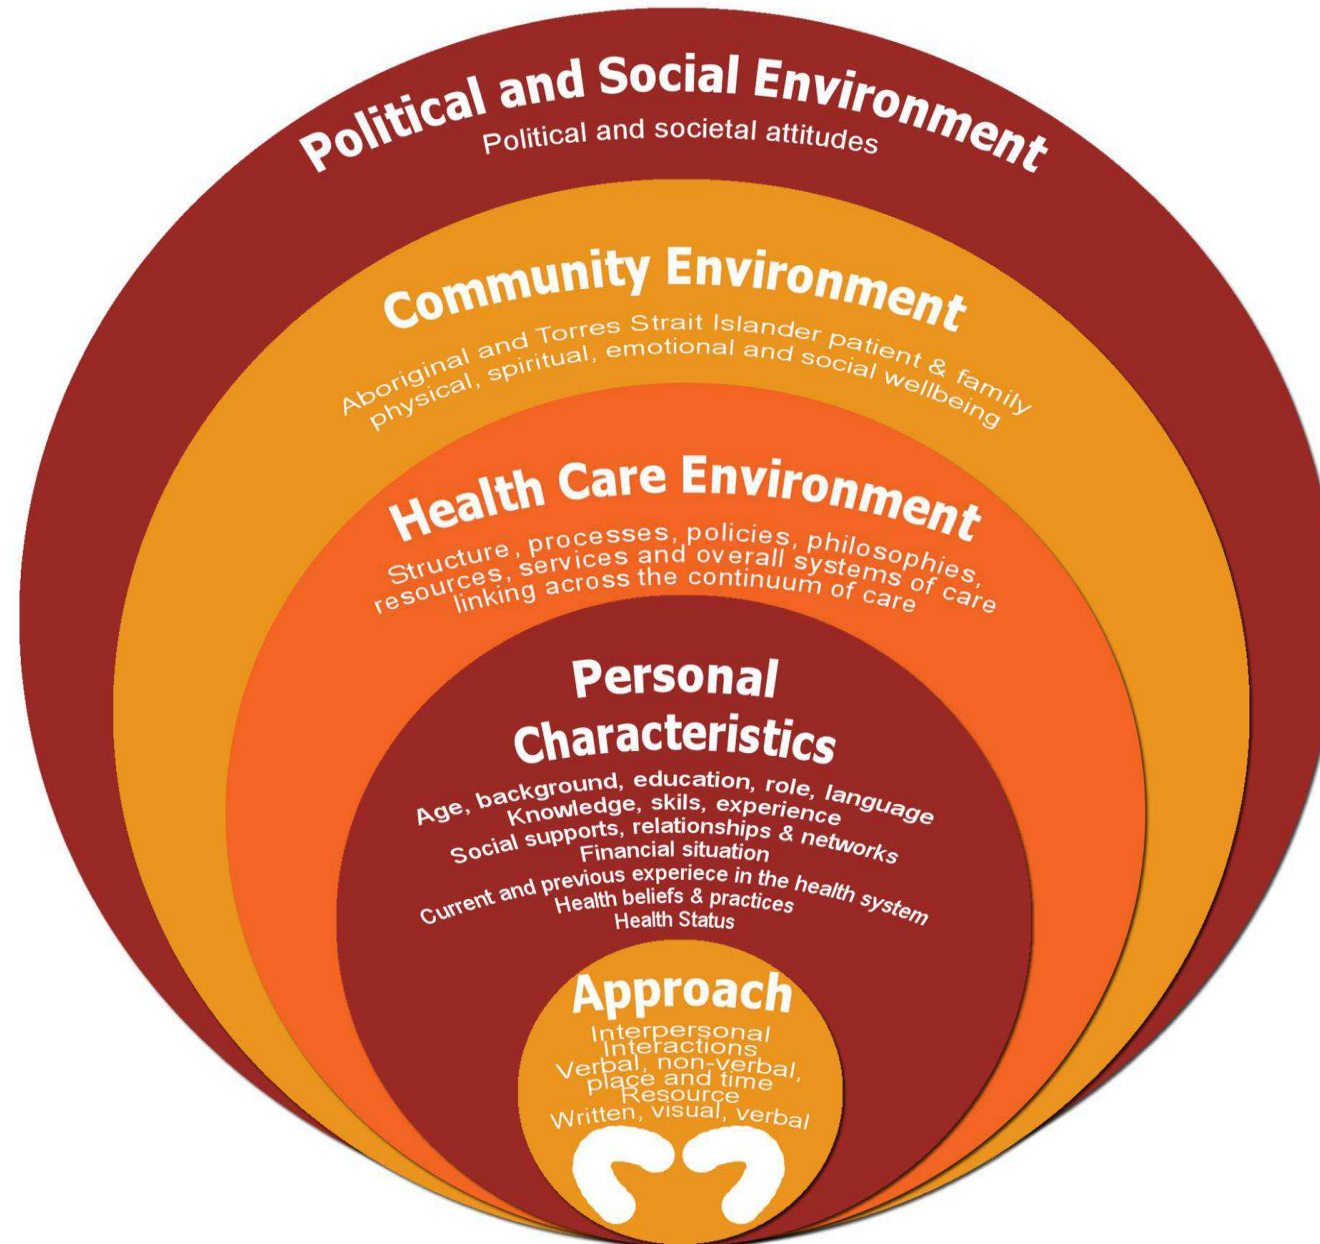 Political and Social Environment
Political and societal attitudes
Community Environment
Aboriginal and Torres Strait Islander patient & family
physical, spiritual, emotional and social wellbeing
Health Care Environment
Structure, processes, policies, philosophies,
resources, services and overall systems of care
linking across the continuum of care
Personal
Characteristics
Age, background, education, role, language
Knowledge, skils, experience
Social supports, relationships & networks
Financial situation
Current and previous experiece in the health system
Health beliefs & practices
Health Status
Approach
Interpersonal
Interactions
Verbal, non-verbal,
place and time
Resource
Written, visual, verbal